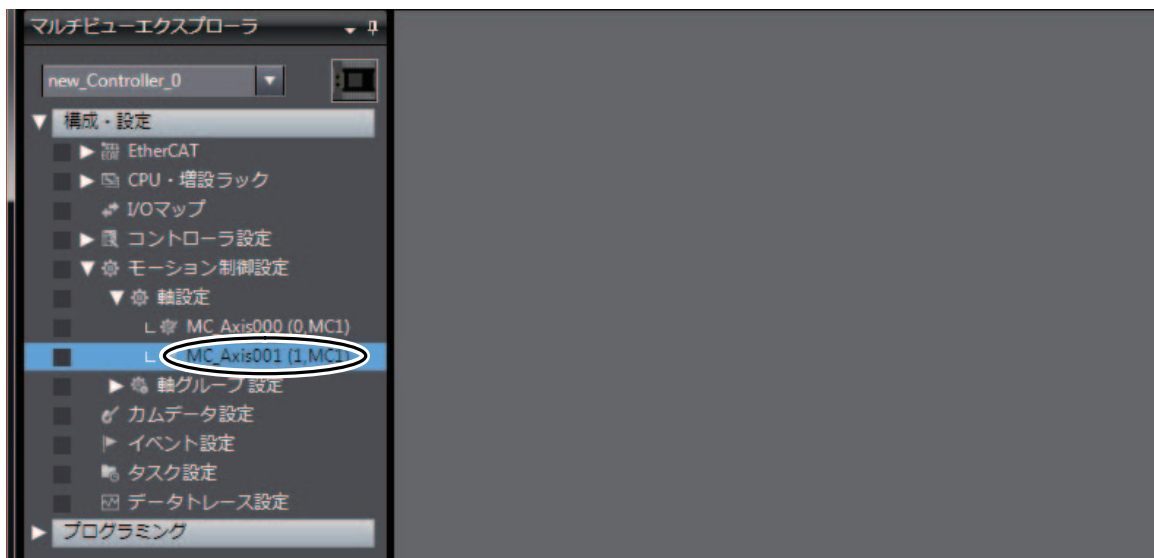 マルチビューエクスプローラ
new_Controller_0
構成・設定
EtherCAT
CPU・増設ラック
I/Oマップ
コントローラ設定
モーション制御設定
軸設定
MC_Axis000 (0,MC1)
MC_Axis001 (1,MC1)
軸グループ設定
カムデータ設定
イベント設定
タスク設定
データトレース設定
プログラミング